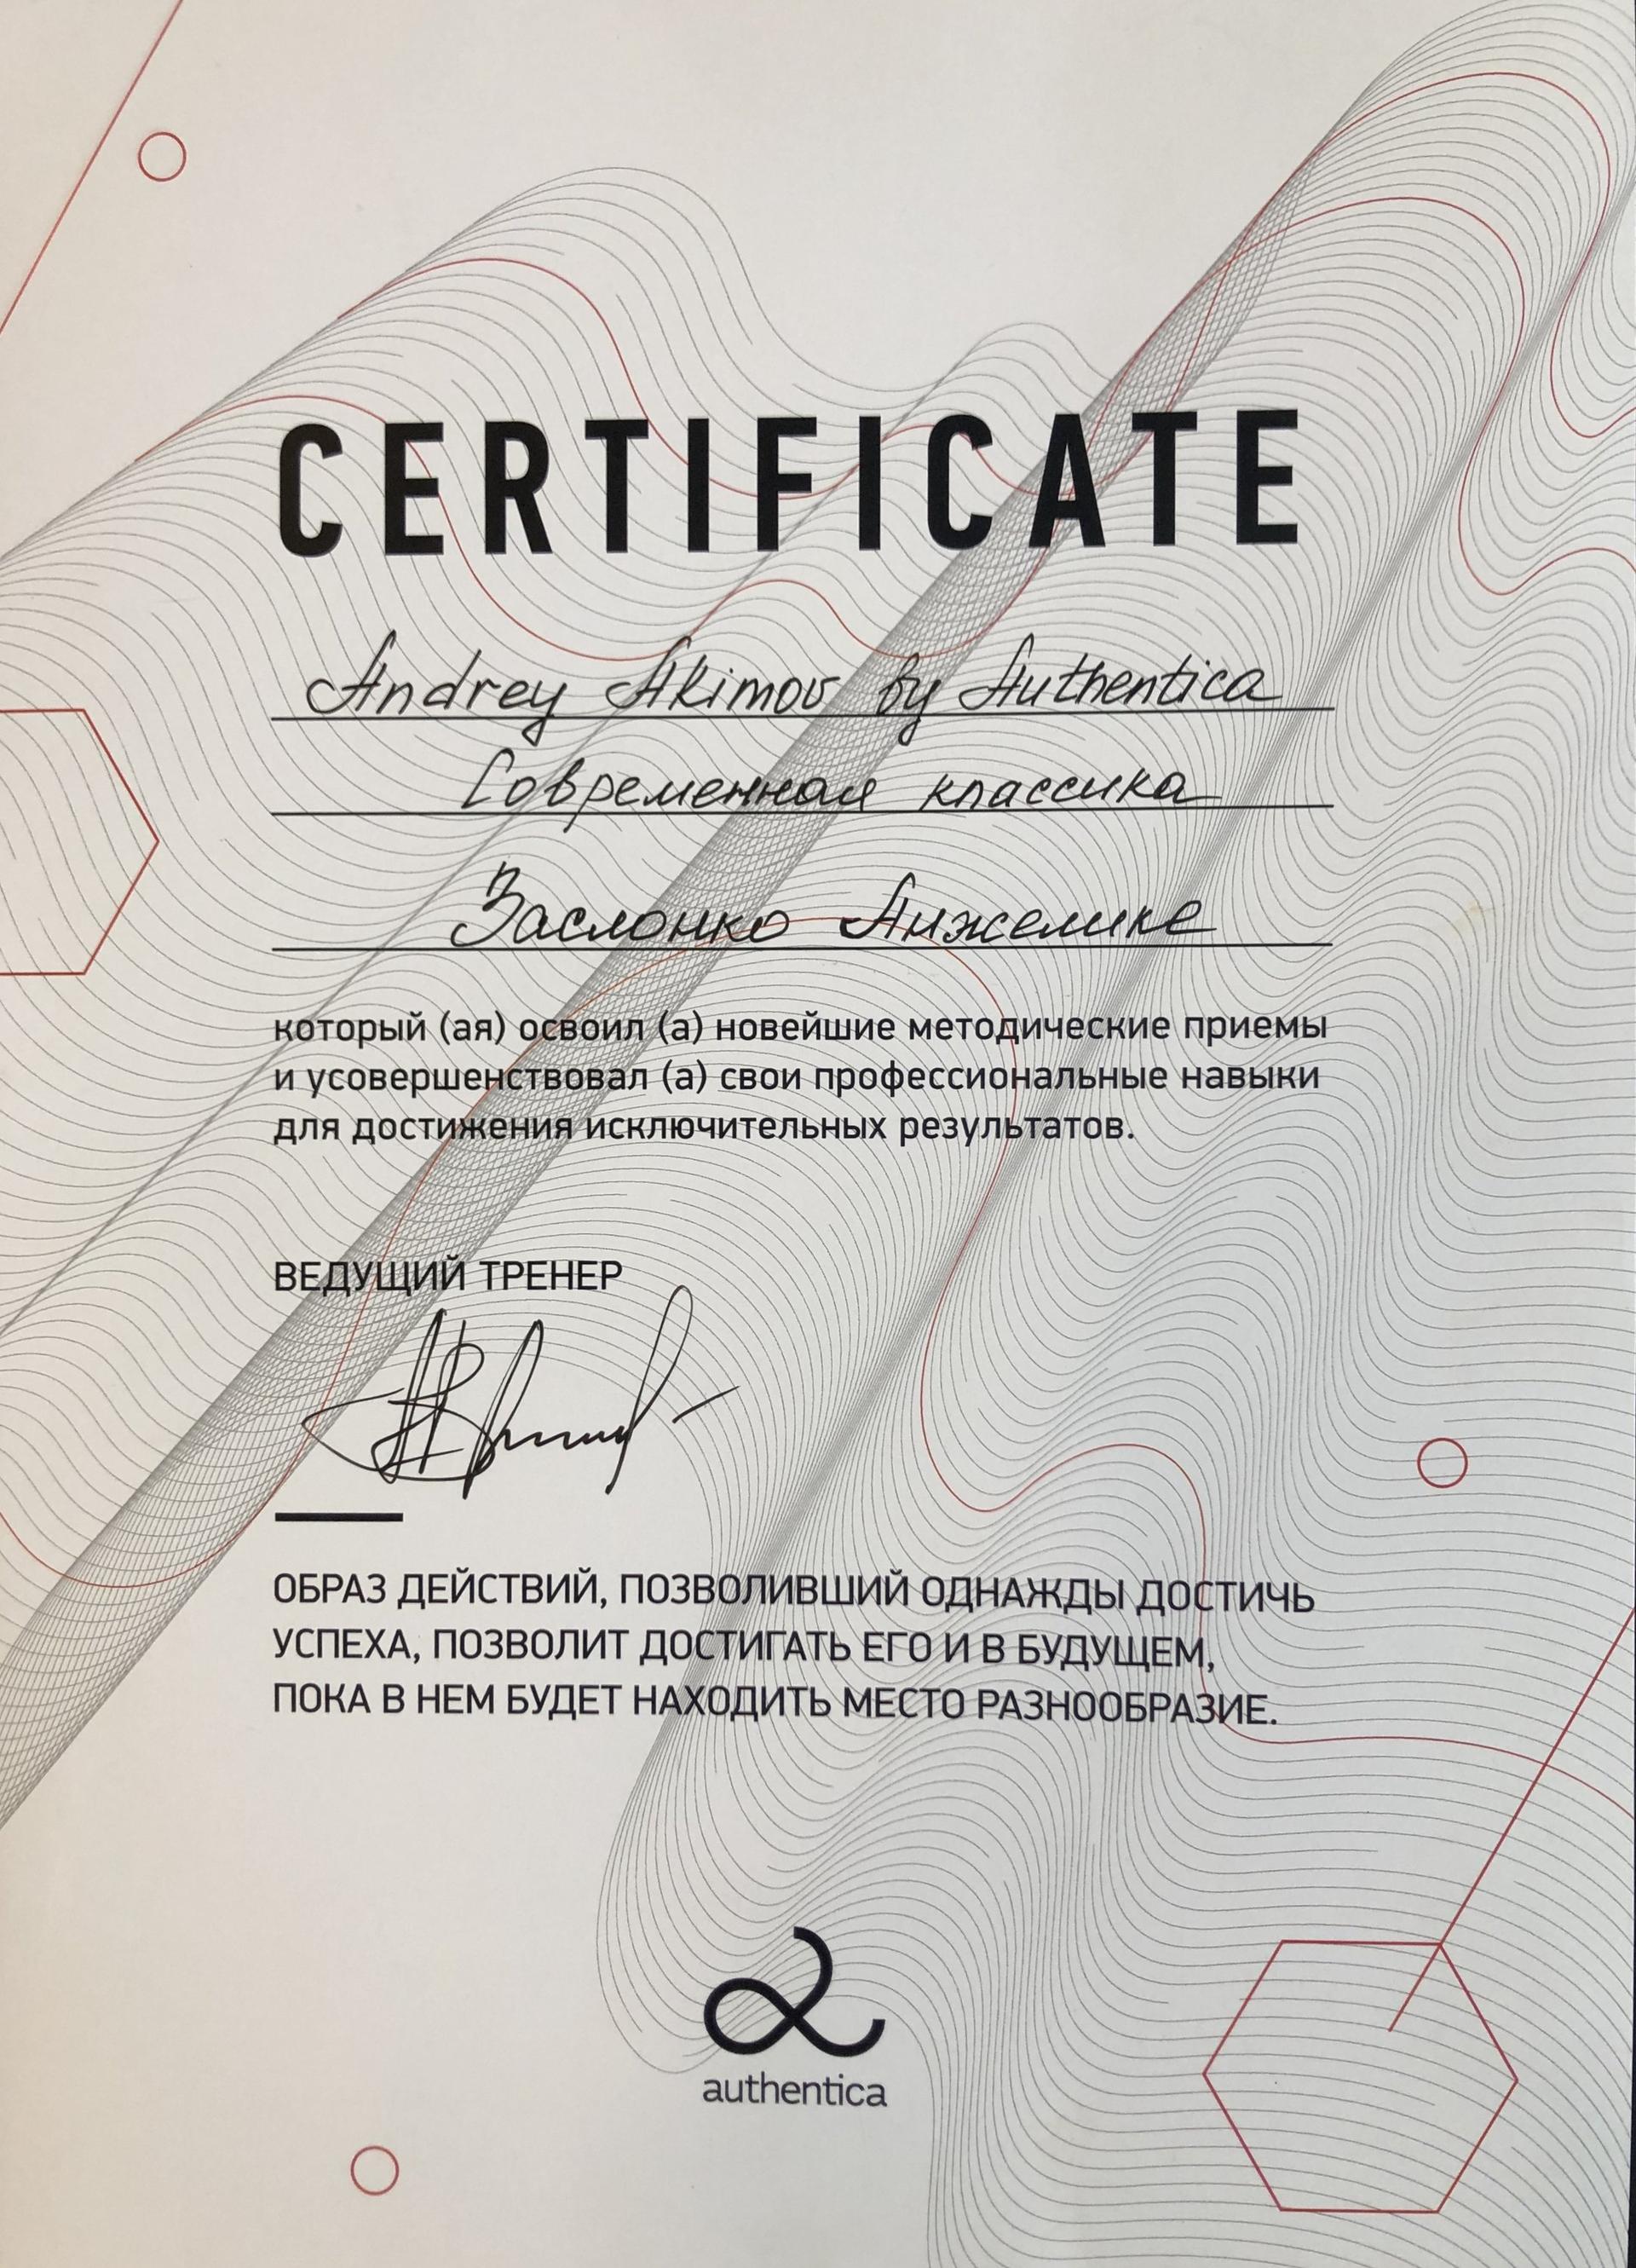 CERTIFICATE
Andrey Akimov by Authentica
Современная классика
Заслонко Анжелике
который (ая) освоил (а) новейшие методические приемы
и усовершенствовал (а) свои профессиональные навыки
для достижения исключительных результатов.
ВЕДУЩИЙ ТРЕНЕР
ОБРАЗ ДЕЙСТВИЙ, ПОЗВОЛИВШИЙ ОДНАЖДЫ ДОСТИЧЬ
УСПЕХА, ПОЗВОЛИТ ДОСТИГАТЬ ЕГО И В БУДУЩЕМ,
ПОКА В НЕМ БУДЕТ НАХОДИТЬ МЕСТО РАЗНООБРАЗИЕ.
authentica